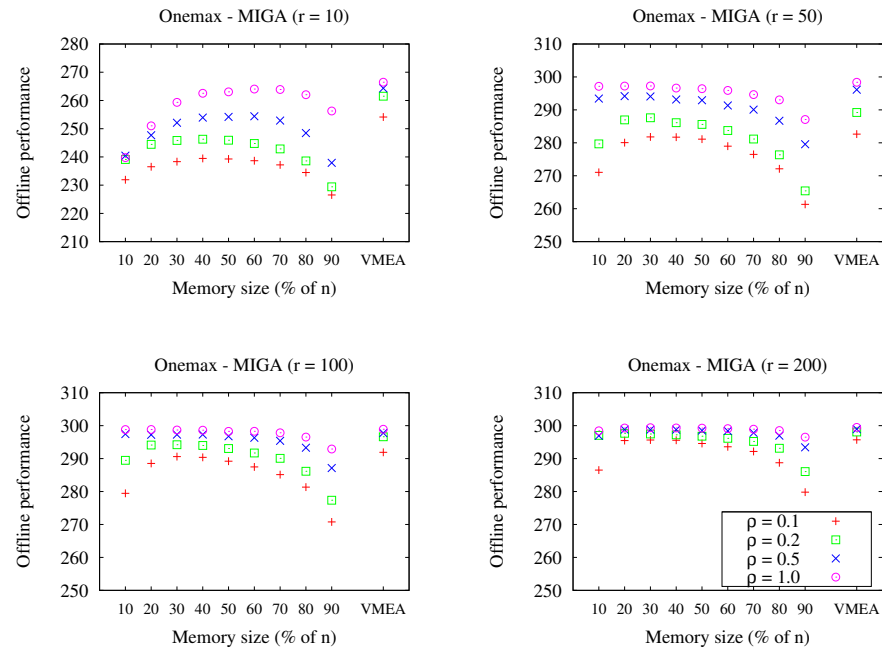 Onemax - MIGA (r = 10)
Offline performance
280
270
260
250
240
230
220
210
10 20 30 40 50 60 70 80 90 VMEA
Memory size (% of n)
Onemax - MIGA (r = 50)
Offline performance
310
300
290
280
270
260
250
10 20 30 40 50 60 70 80 90 VMEA
Memory size (% of n)
Onemax - MIGA (r = 100)
Offline performance
310
300
290
280
270
260
250
10 20 30 40 50 60 70 80 90 VMEA
Memory size (% of n)
Onemax - MIGA (r = 200)
Offline performance
310
300
290
280
270
260
250
ρ = 0.1
ρ = 0.2
ρ = 0.5
ρ = 1.0
10 20 30 40 50 60 70 80 90 VMEA
Memory size (% of n)